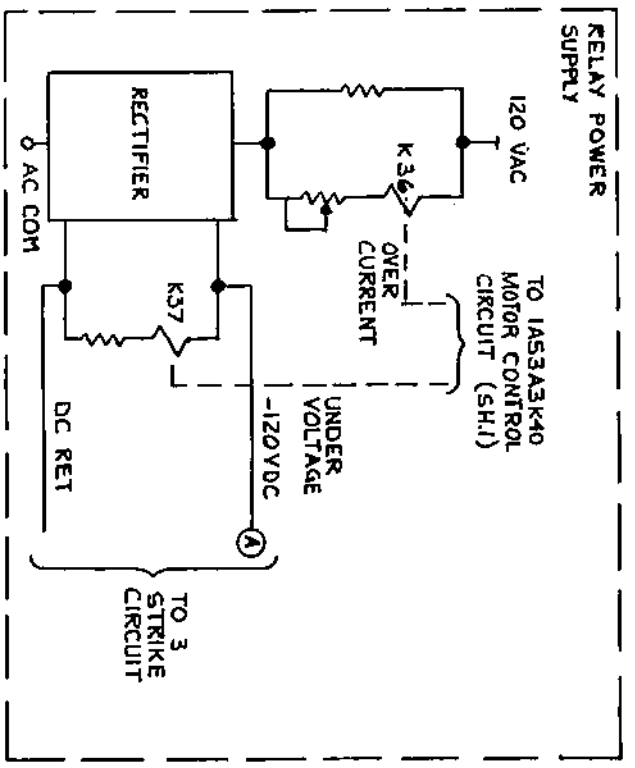 RELAY POWER
SUPPLY
120 VAC
K36
OVER
CURRENT
TO 1A53A3K40
MOTOR CONTROL
CIRCUIT (SH.1)
RECTIFIER
AC COM
K37
UNDER
VOLTAGE
-120VDC
A
DC RET
TO 3
STRIKE
CIRCUIT